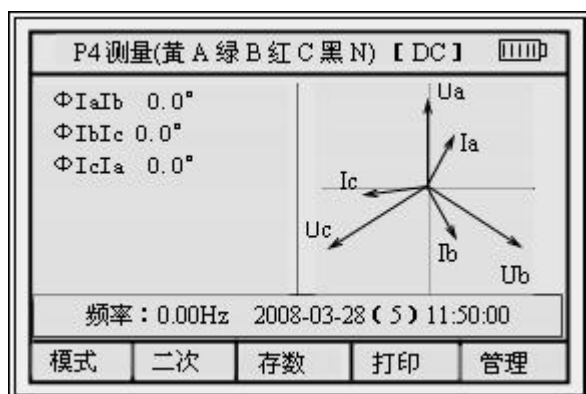 P4测量(黄A绿B红C黑N)【DC】
ΦIaIb 0.0°
ΦIbIc 0.0°
ΦIcIa 0.0°
Ua
Ia
Ic
Uc
Ib
Ub
频率：0.00Hz 2008-03-28（5）11:50:00
模式 二次 存数 打印 管理